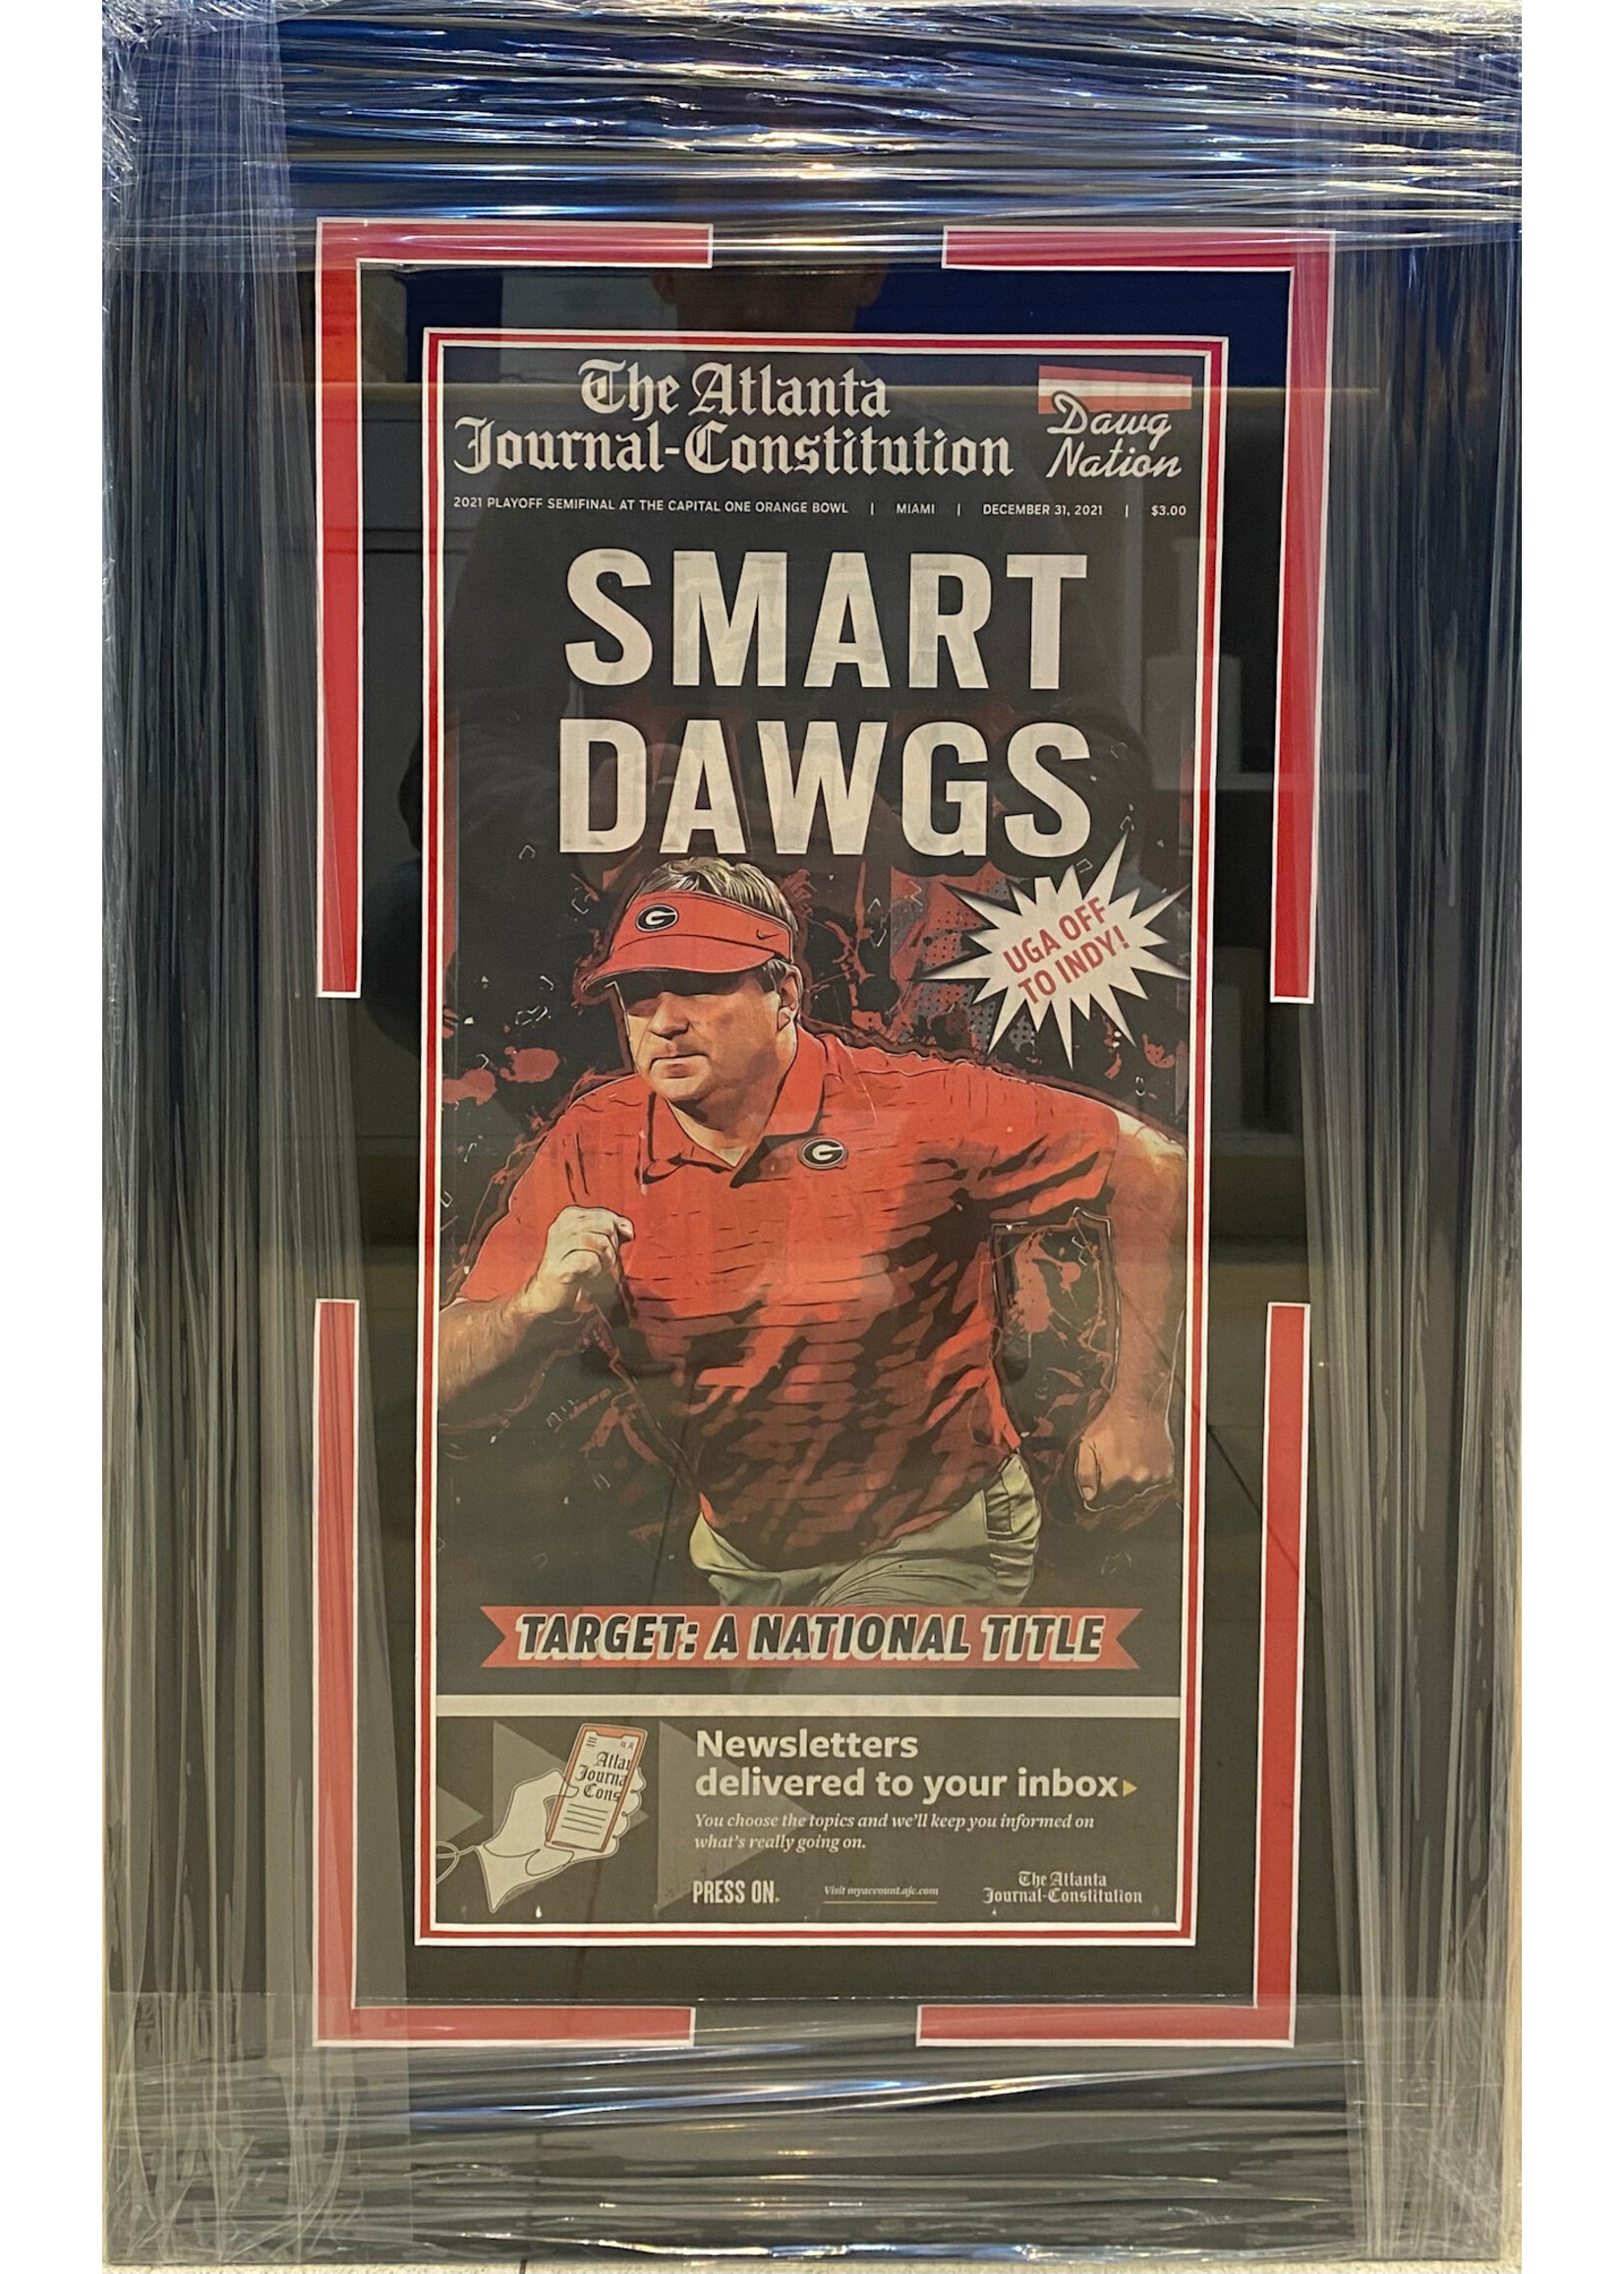 The Atlanta
Journal-Constitution
Dawg
Nation
2021 PLAYOFF SEMIFINAL AT THE CAPITAL ONE ORANGE BOWL | MIAMI | DECEMBER 31, 2021 | $3.00
SMART
DAWGS
UGA OFF
TO INDY!
G
G
TARGET: A NATIONAL TITLE
Atlan
Journa
Cons
Newsletters
delivered to your inbox
You choose the topics and we'll keep you informed on
what's really going on.
PRESS ON.
Visit myaccount.ajc.com
The Atlanta
Journal-Constitution